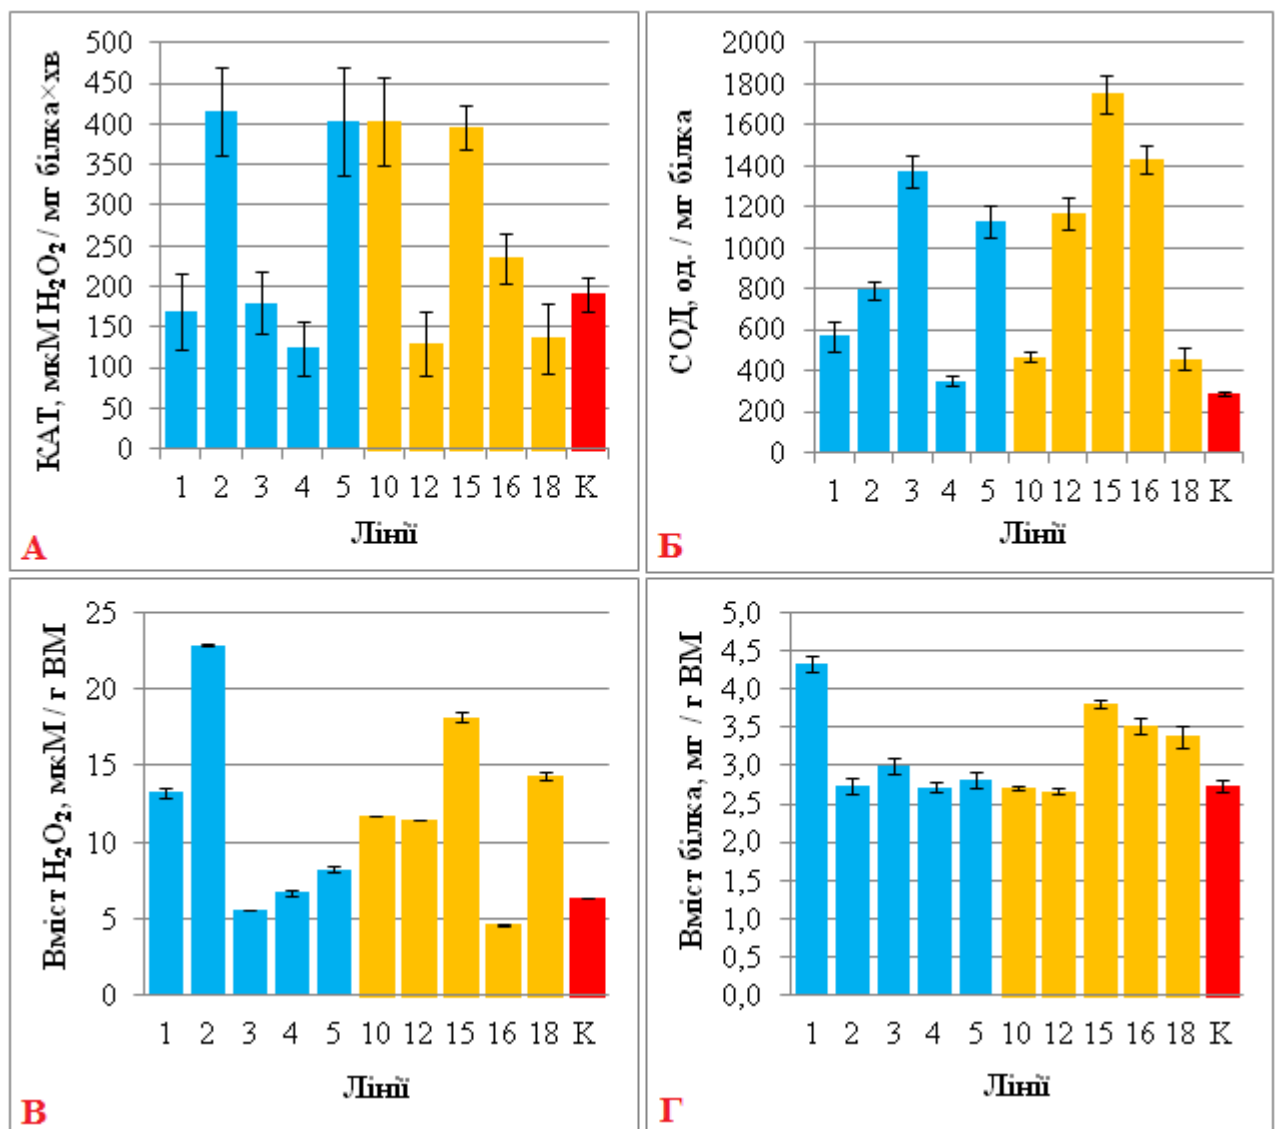 КАТ, мкМ H₂O₂ / мг білка×хв
500
450
400
350
300
250
200
150
100
50
0
1 2 3 4 5 10 12 15 16 18 К
Лінії
А
СОД, од. / мг білка
2000
1800
1600
1400
1200
1000
800
600
400
200
0
1 2 3 4 5 10 12 15 16 18 К
Лінії
Б
Вміст H₂O₂, мкМ / г ВМ
25
20
15
10
5
0
1 2 3 4 5 10 12 15 16 18 К
Лінії
В
Вміст білка, мг / г ВМ
5,0
4,5
4,0
3,5
3,0
2,5
2,0
1,5
1,0
0,5
0,0
1 2 3 4 5 10 12 15 16 18 К
Лінії
Г